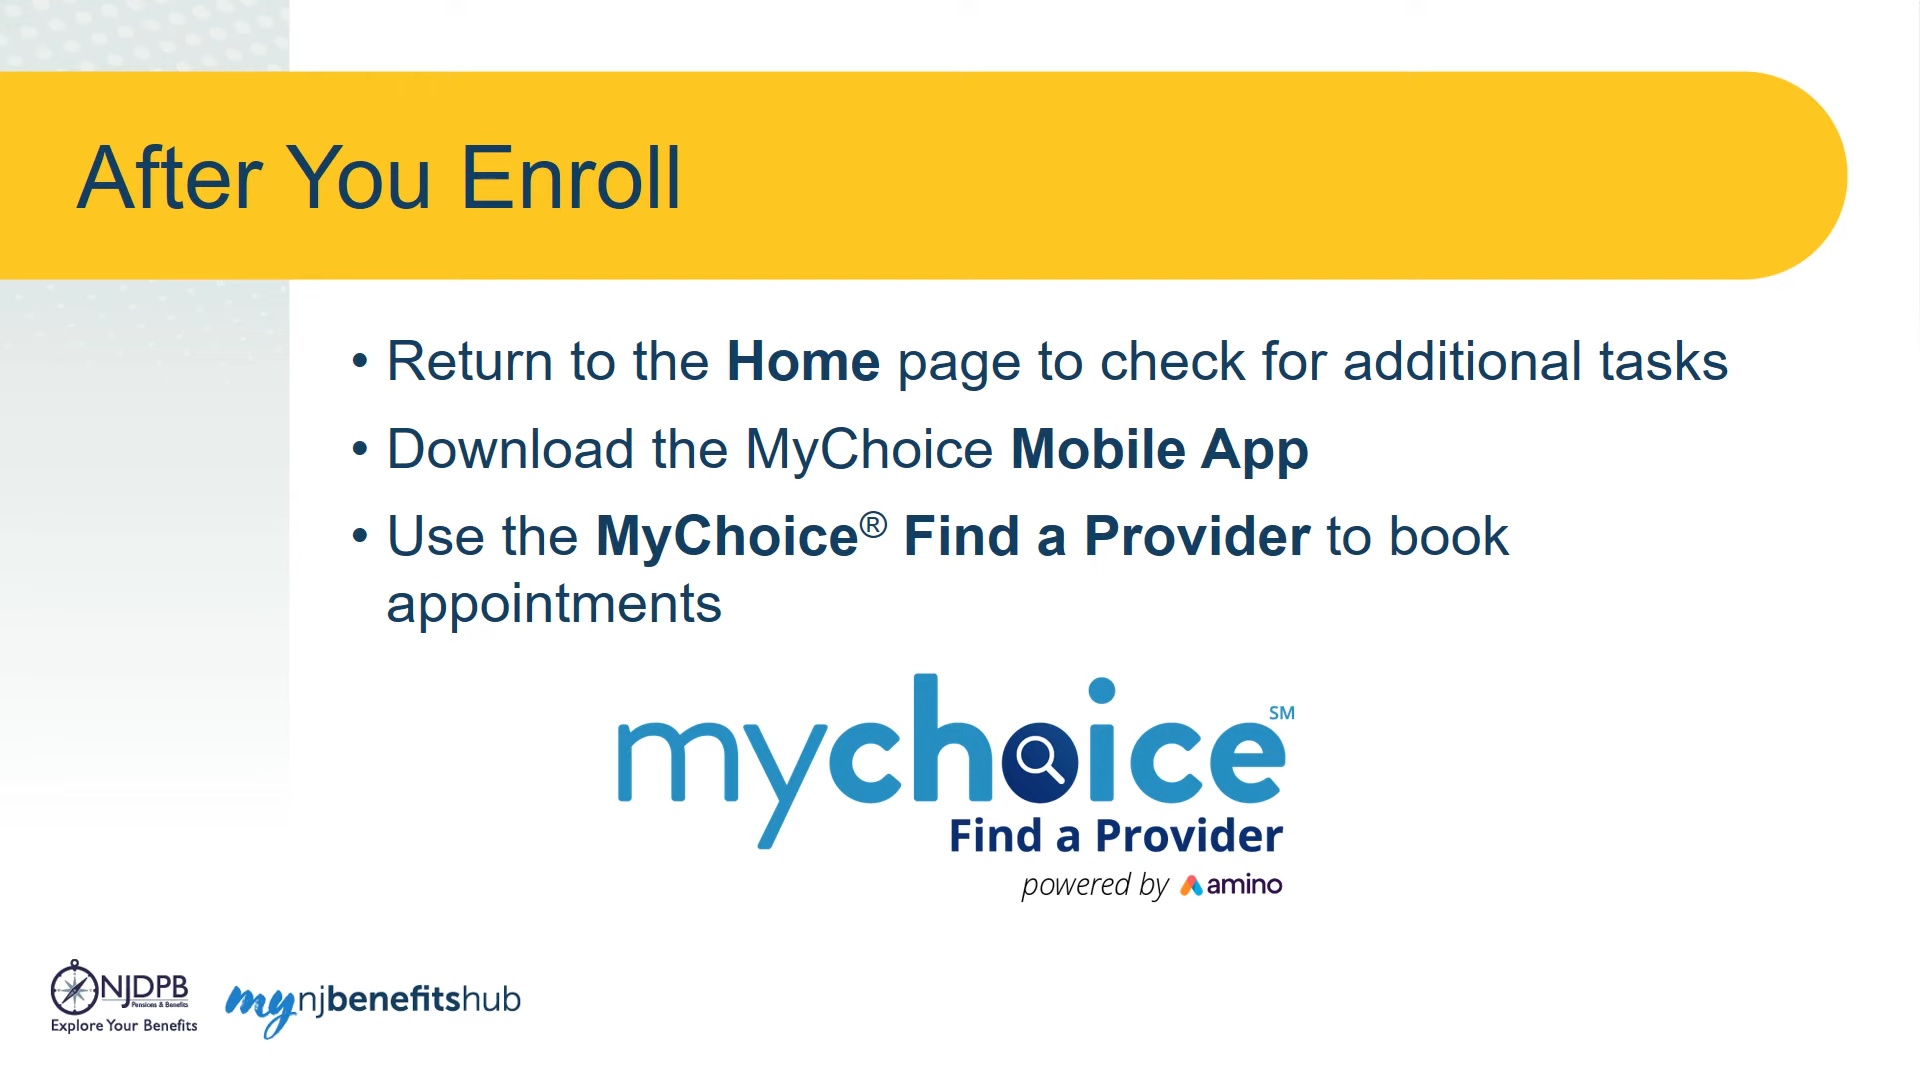 After You Enroll
• Return to the Home page to check for additional tasks
• Download the MyChoice Mobile App
• Use the MyChoice® Find a Provider to book
appointments
mychoice℠
Find a Provider
powered by amino
NJDPB
Pensions & Benefits
Explore Your Benefits
mynjbenefitshub